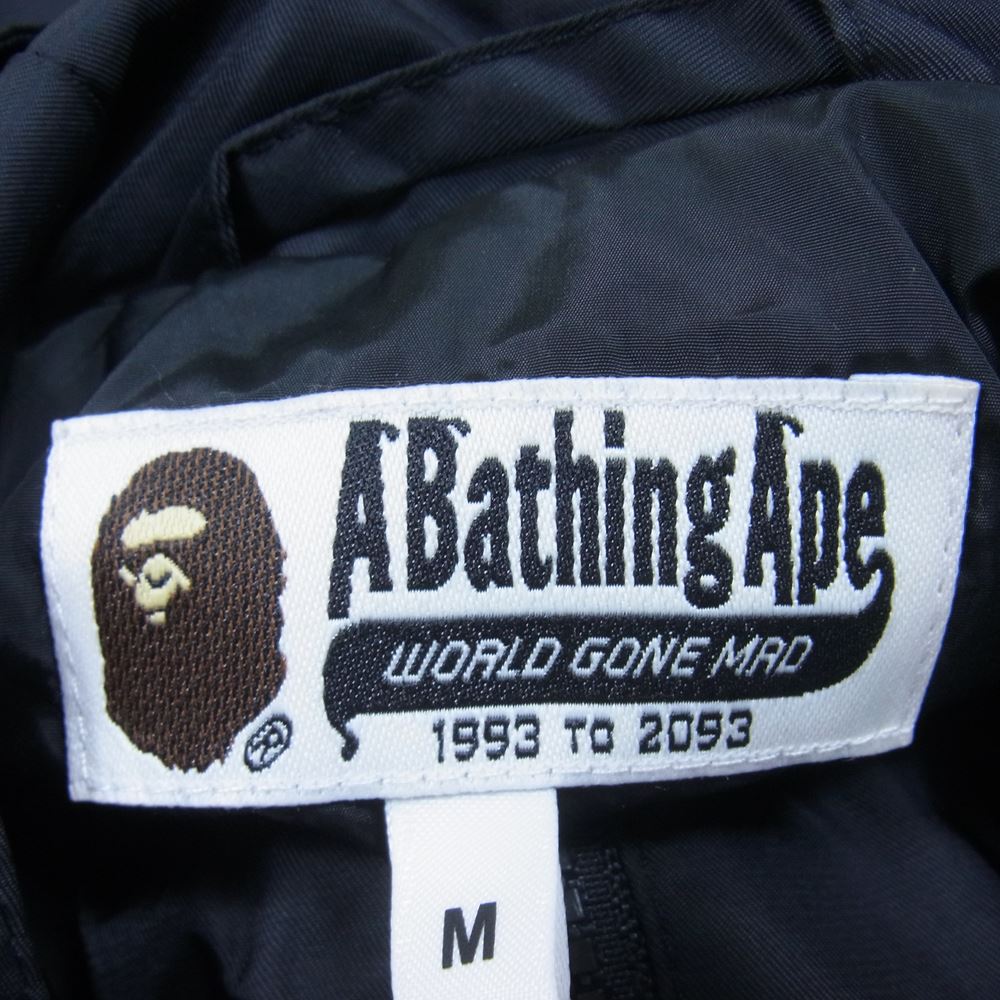 A Bathing Ape
®
WORLD GONE MAD
1993 TO 2093
M